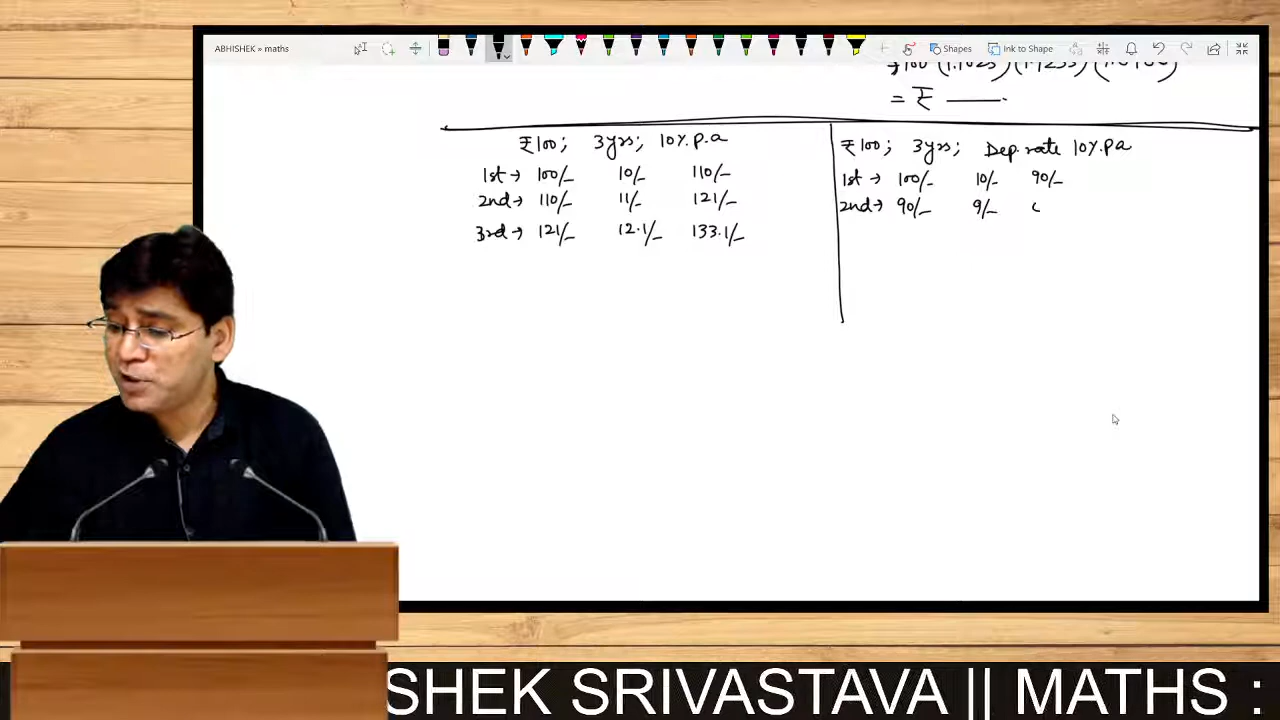 ABHISHEK » maths
Shapes
Ink to Shape
= ₹ ——
₹100; 3yrs; 10%.p.a
1st → 100/- 10/- 110/-
2nd → 110/- 11/- 121/-
3rd → 121/- 12.1/- 133.1/-
₹100; 3yrs; Dep. rate 10%.pa
1st → 100/- 10/- 90/-
2nd → 90/- 9/-
SHEK SRIVASTAVA || MATHS :